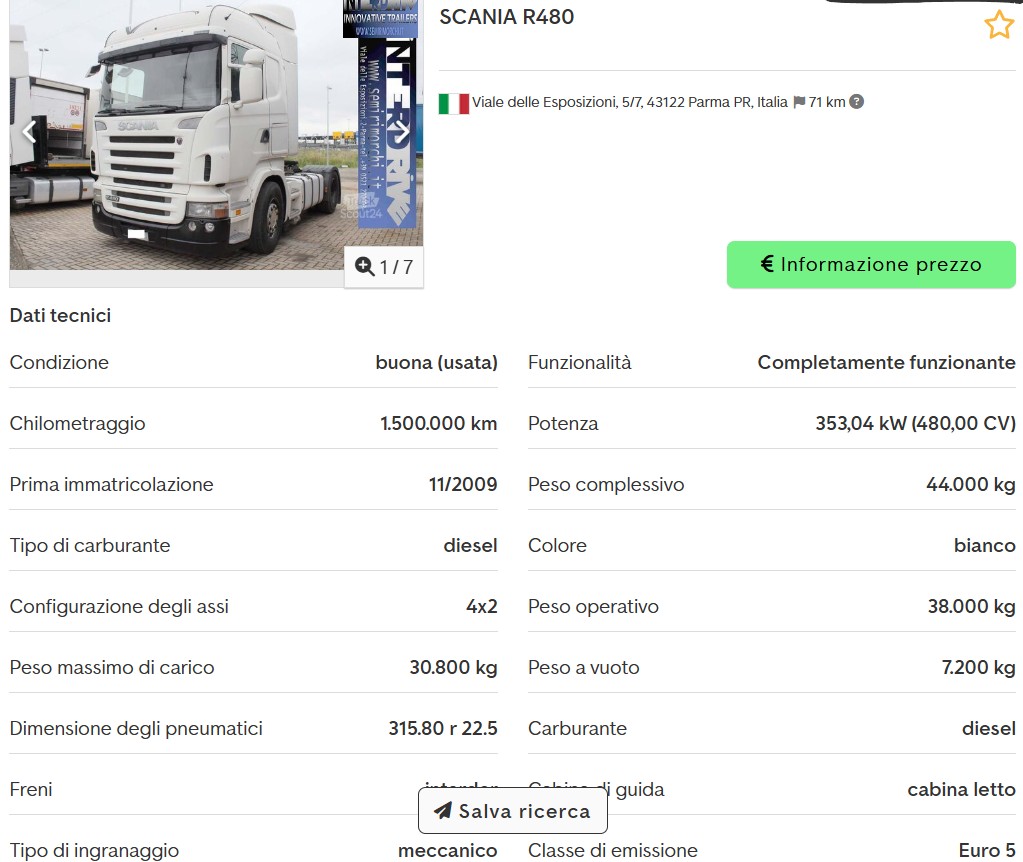 SCANIA R480
Viale delle Esposizioni, 5/7, 43122 Parma PR, Italia 71 km ?
INNOVATIVE TRAILERS
INTERDRIVE
www.semirimorchi.it
SCANIA
Scout24
1 / 7
€ Informazione prezzo
Dati tecnici
Condizione buona (usata) Funzionalità Completamente funzionante
Chilometraggio 1.500.000 km Potenza 353,04 kW (480,00 CV)
Prima immatricolazione 11/2009 Peso complessivo 44.000 kg
Tipo di carburante diesel Colore bianco
Configurazione degli assi 4x2 Peso operativo 38.000 kg
Peso massimo di carico 30.800 kg Peso a vuoto 7.200 kg
Dimensione degli pneumatici 315.80 r 22.5 Carburante diesel
Freni Cabina di guida cabina letto
Salva ricerca
Tipo di ingranaggio meccanico Classe di emissione Euro 5